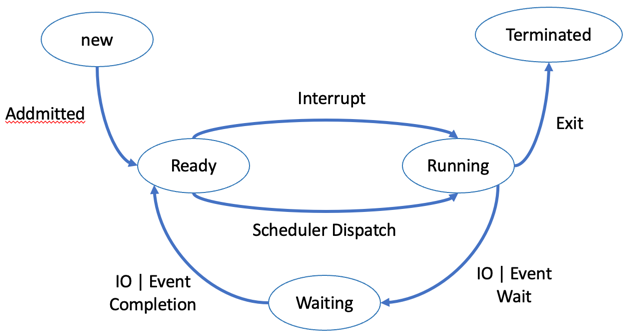 new
Terminated
Addmitted
Interrupt
Exit
Ready
Running
Scheduler Dispatch
IO | Event
Completion
Waiting
IO | Event
Wait